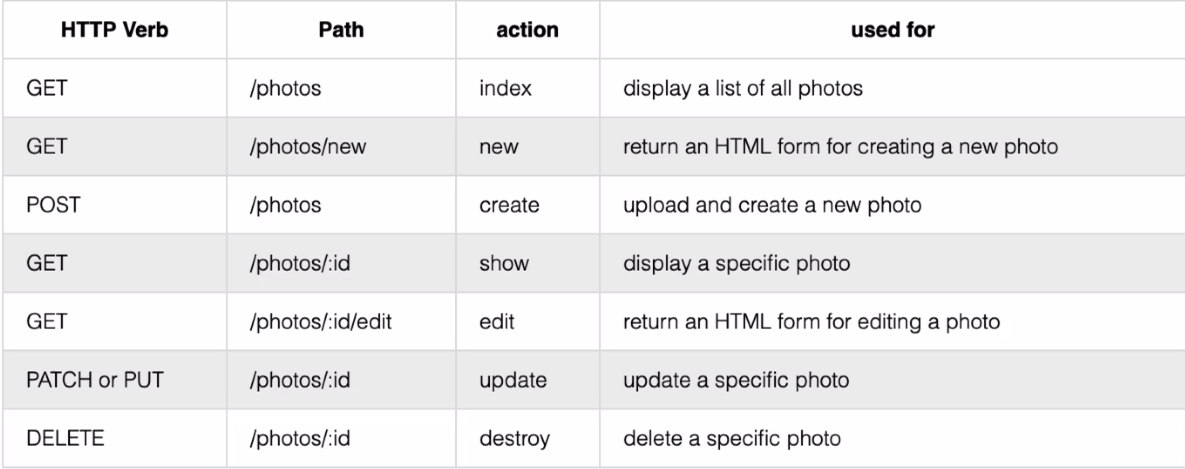 HTTP Verb Path action used for
GET /photos index display a list of all photos
GET /photos/new new return an HTML form for creating a new photo
POST /photos create upload and create a new photo
GET /photos/:id show display a specific photo
GET /photos/:id/edit edit return an HTML form for editing a photo
PATCH or PUT /photos/:id update update a specific photo
DELETE /photos/:id destroy delete a specific photo